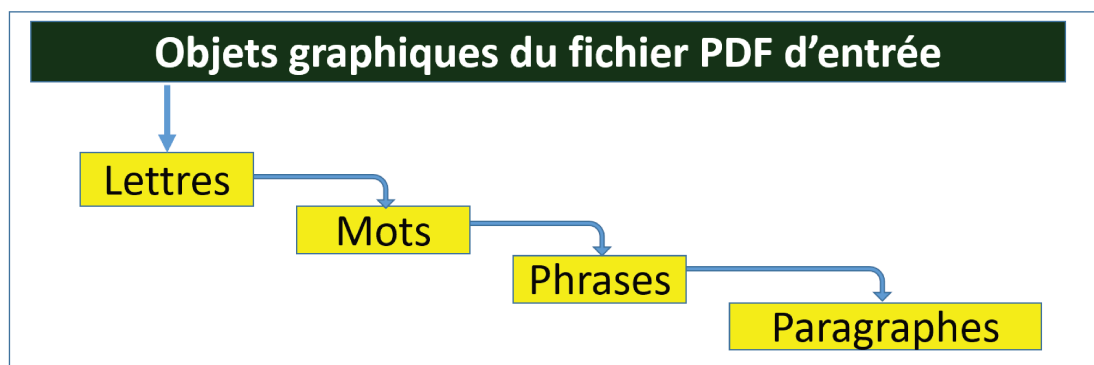 Objets graphiques du fichier PDF d’entrée
Lettres
Mots
Phrases
Paragraphes